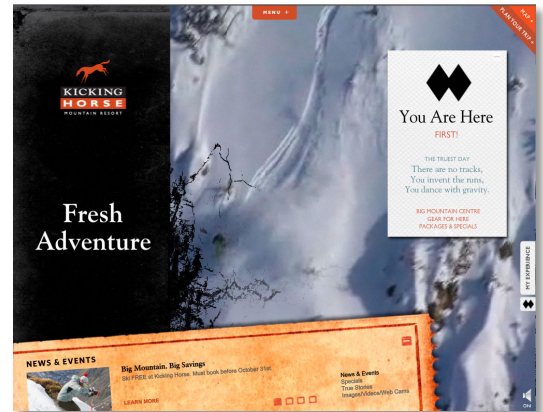 MENU +
MAP +
PLAN YOUR TRIP +
KICKING
HORSE
MOUNTAIN RESORT
You Are Here
FIRST!
THE TRUEST DAY
There are no tracks,
You invent the runs,
You dance with gravity.
BIG MOUNTAIN CENTRE
GEAR FOR HERE
PACKAGES & SPECIALS
Fresh
Adventure
MY EXPERIENCE
NEWS & EVENTS
Big Mountain. Big Savings
Ski FREE at Kicking Horse. Must book before October 31st.
LEARN MORE
News & Events
Specials
True Stories
Images/Videos/Web Cams
ON